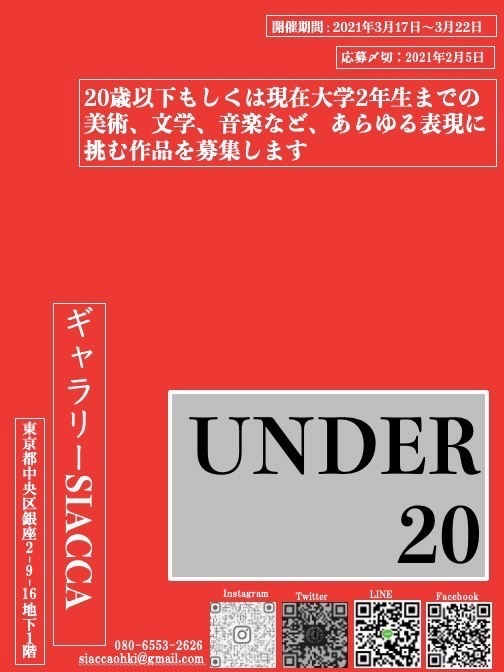 開催期間：2021年3月17日～3月22日
応募〆切：2021年2月5日
20歳以下もしくは現在大学2年生までの
美術、文学、音楽など、あらゆる表現に
挑む作品を募集します
ギャラリーSIACCA
東京都中央区銀座2-9-16地下1階
UNDER
20
Instagram
Twitter
LINE
Facebook
080-6553-2626
siaccaohki@gmail.com